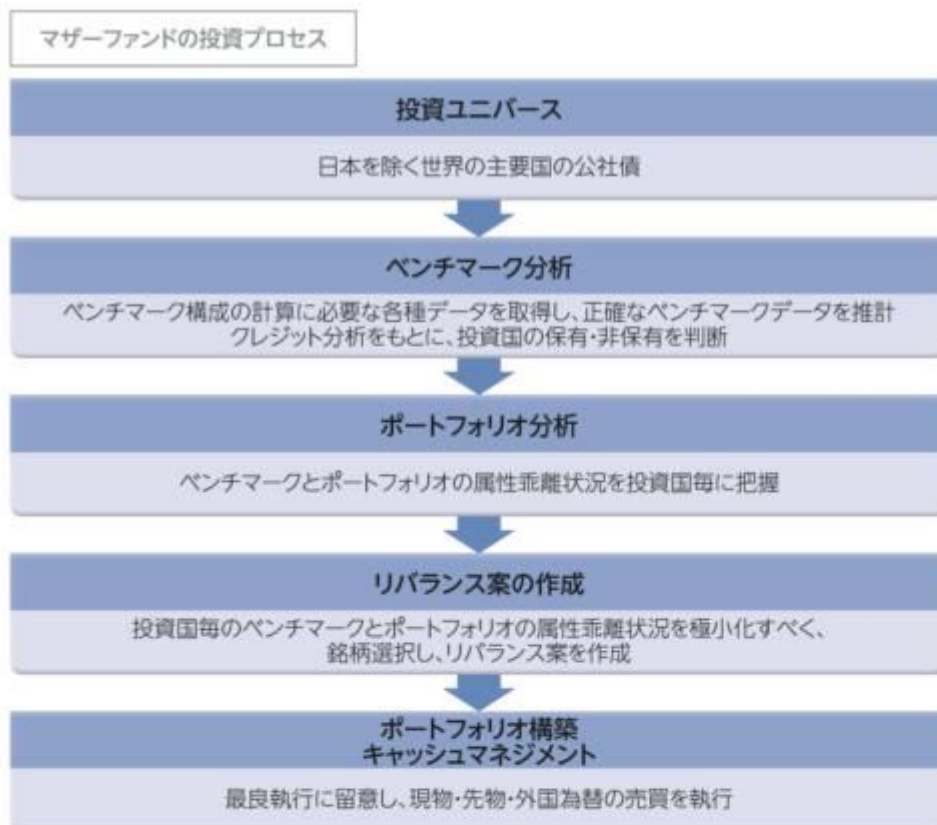 マザーファンドの投資プロセス
投資ユニバース
日本を除く世界の主要国の公社債
ベンチマーク分析
ベンチマーク構成の計算に必要な各種データを取得し、正確なベンチマークデータを推計
クレジット分析をもとに、投資国の保有・非保有を判断
ポートフォリオ分析
ベンチマークとポートフォリオの属性乖離状況を投資国毎に把握
リバランス案の作成
投資国毎のベンチマークとポートフォリオの属性乖離状況を極小化すべく、
銘柄選択し、リバランス案を作成
ポートフォリオ構築
キャッシュマネジメント
最良執行に留意し、現物・先物・外国為替の売買を執行